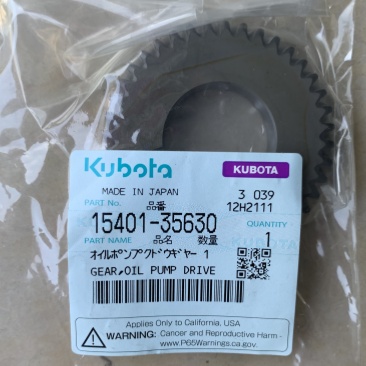 Kubota KUBOTA
MADE IN JAPAN 3 039
PART No. 品番 12H2111
15401-35630 QUANTITY
PART NAME 品名 数量 1
オイルポンプクドウギヤー 1
GEAR,OIL PUMP DRIVE
Applies only to California, USA
WARNING: Cancer and Reproductive Harm -
www.P65Warnings.ca.gov.